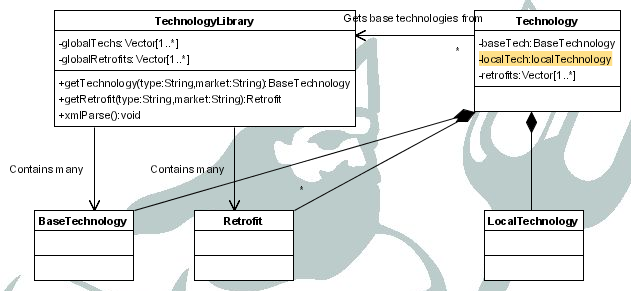 TechnologyLibrary
-globalTechs: Vector[1..*]
-globalRetrofits: Vector[1..*]
+getTechnology(type:String,market:String): BaseTechnology
+getRetrofit(type:String,market:String):Retrofit
+xmlParse():void
Gets base technologies from
*
Technology
-baseTech:BaseTechnology
-localTech:localTechnology
-retrofits:Vector[1..*]
Contains many
Contains many
*
BaseTechnology
Retrofit
LocalTechnology